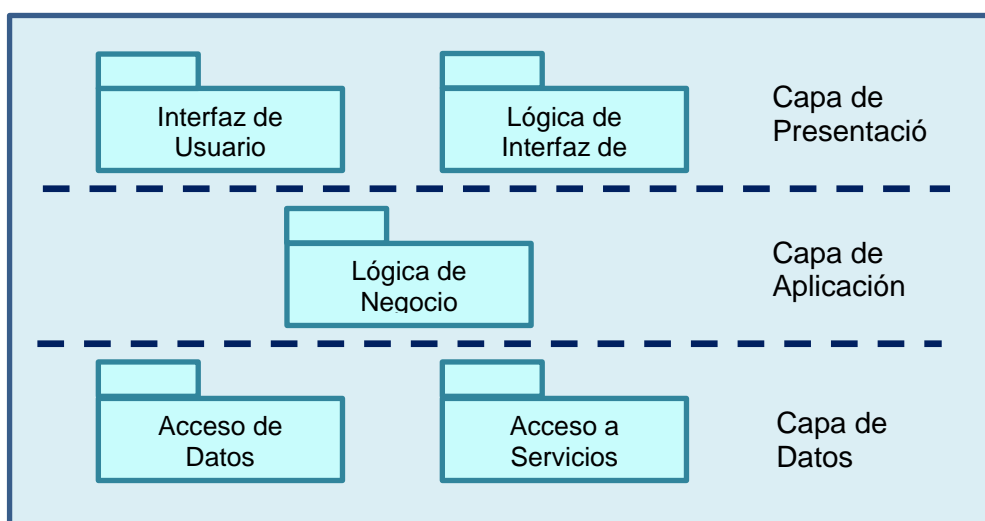 Interfaz de
Usuario
Lógica de
Interfaz de
Capa de
Presentació
Lógica de
Negocio
Capa de
Aplicación
Acceso de
Datos
Acceso a
Servicios
Capa de
Datos